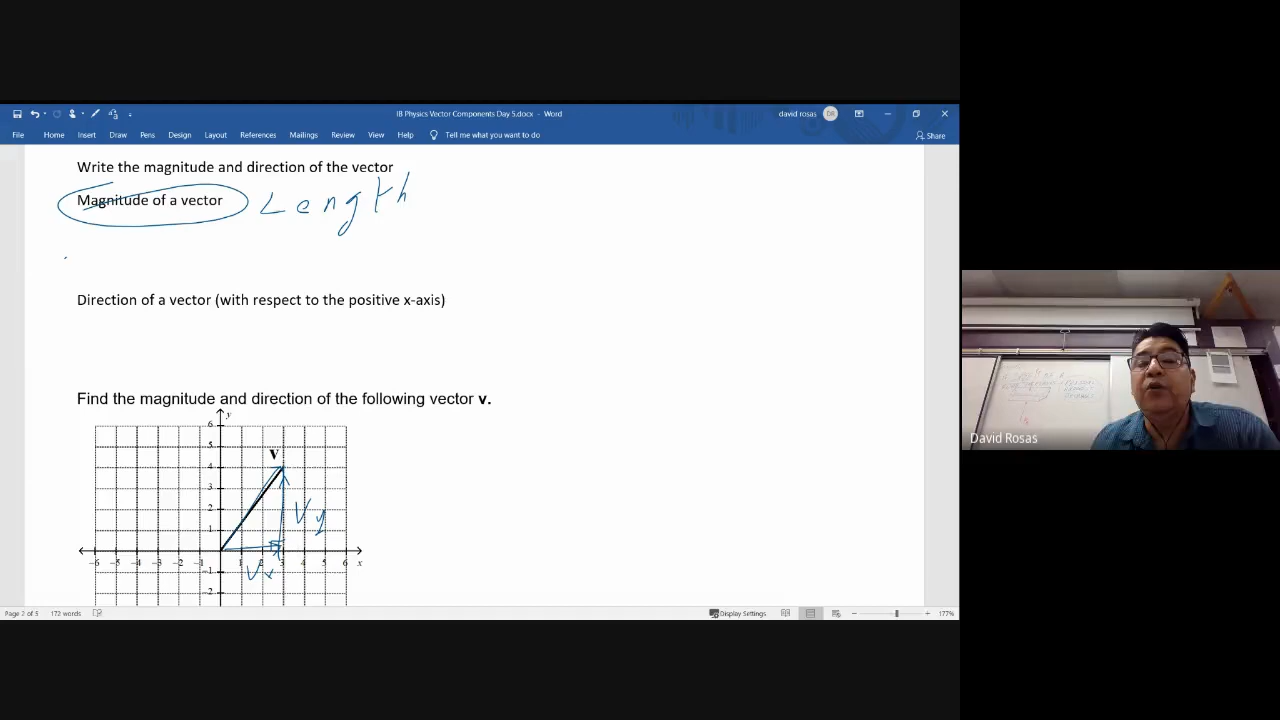 IB Physics Vector Components Day 5.docx - Word
david rosas DR
File Home Insert Draw Pens Design Layout References Mailings Review View Help Tell me what you want to do Share
Write the magnitude and direction of the vector
Magnitude of a vector Length
Direction of a vector (with respect to the positive x-axis)
Find the magnitude and direction of the following vector v.
y
6
5
4 v
3
2 Vy
1
-6 -5 -4 -3 -2 -1 1 2 3 4 5 6 x
-1 Vx
-2
Page 2 of 5 172 words Display Settings 177%
David Rosas